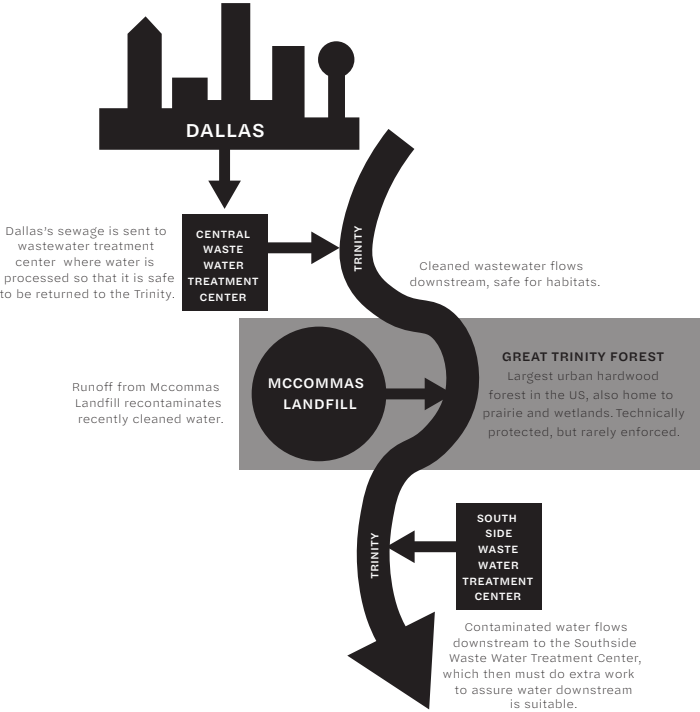 DALLAS
Dallas's sewage is sent to
wastewater treatment
center where water is
processed so that it is safe
to be returned to the Trinity.
CENTRAL
WASTE
WATER
TREATMENT
CENTER
TRINITY
Cleaned wastewater flows
downstream, safe for habitats.
Runoff from Mccommas
Landfill recontaminates
recently cleaned water.
MCCOMMAS
LANDFILL
GREAT TRINITY FOREST
Largest urban hardwood
forest in the US, also home to
prairie and wetlands. Technically
protected, but rarely enforced.
TRINITY
SOUTH
SIDE
WASTE
WATER
TREATMENT
CENTER
Contaminated water flows
downstream to the Southside
Waste Water Treatment Center,
which then must do extra work
to assure water downstream
is suitable.